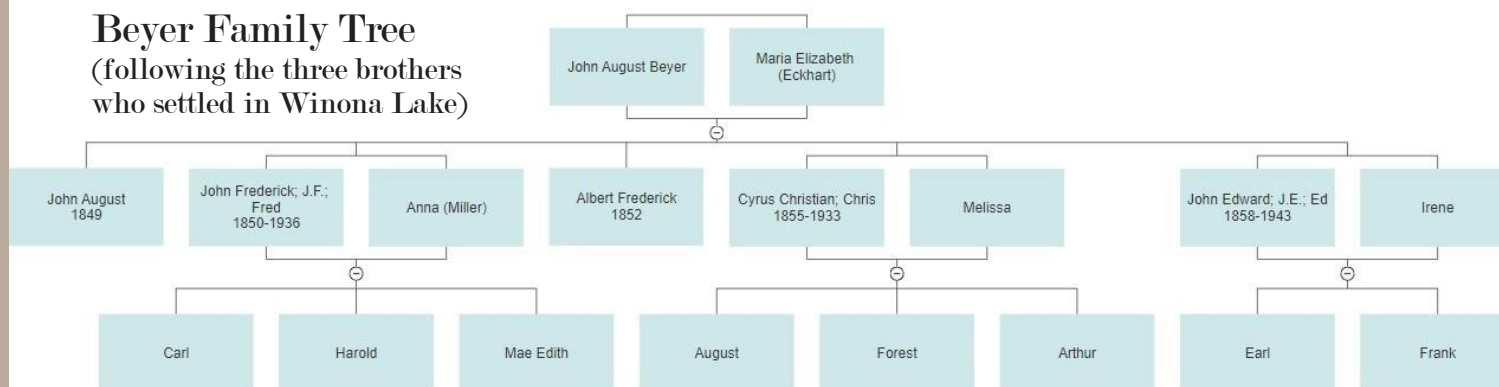 Beyer Family Tree
(following the three brothers
who settled in Winona Lake)
John August Beyer
Maria Elizabeth
(Eckhart)
John August
1849
John Frederick; J.F.;
Fred
1850-1936
Anna (Miller)
Albert Frederick
1852
Cyrus Christian; Chris
1855-1933
Melissa
John Edward; J.E.; Ed
1858-1943
Irene
Carl
Harold
Mae Edith
August
Forest
Arthur
Earl
Frank